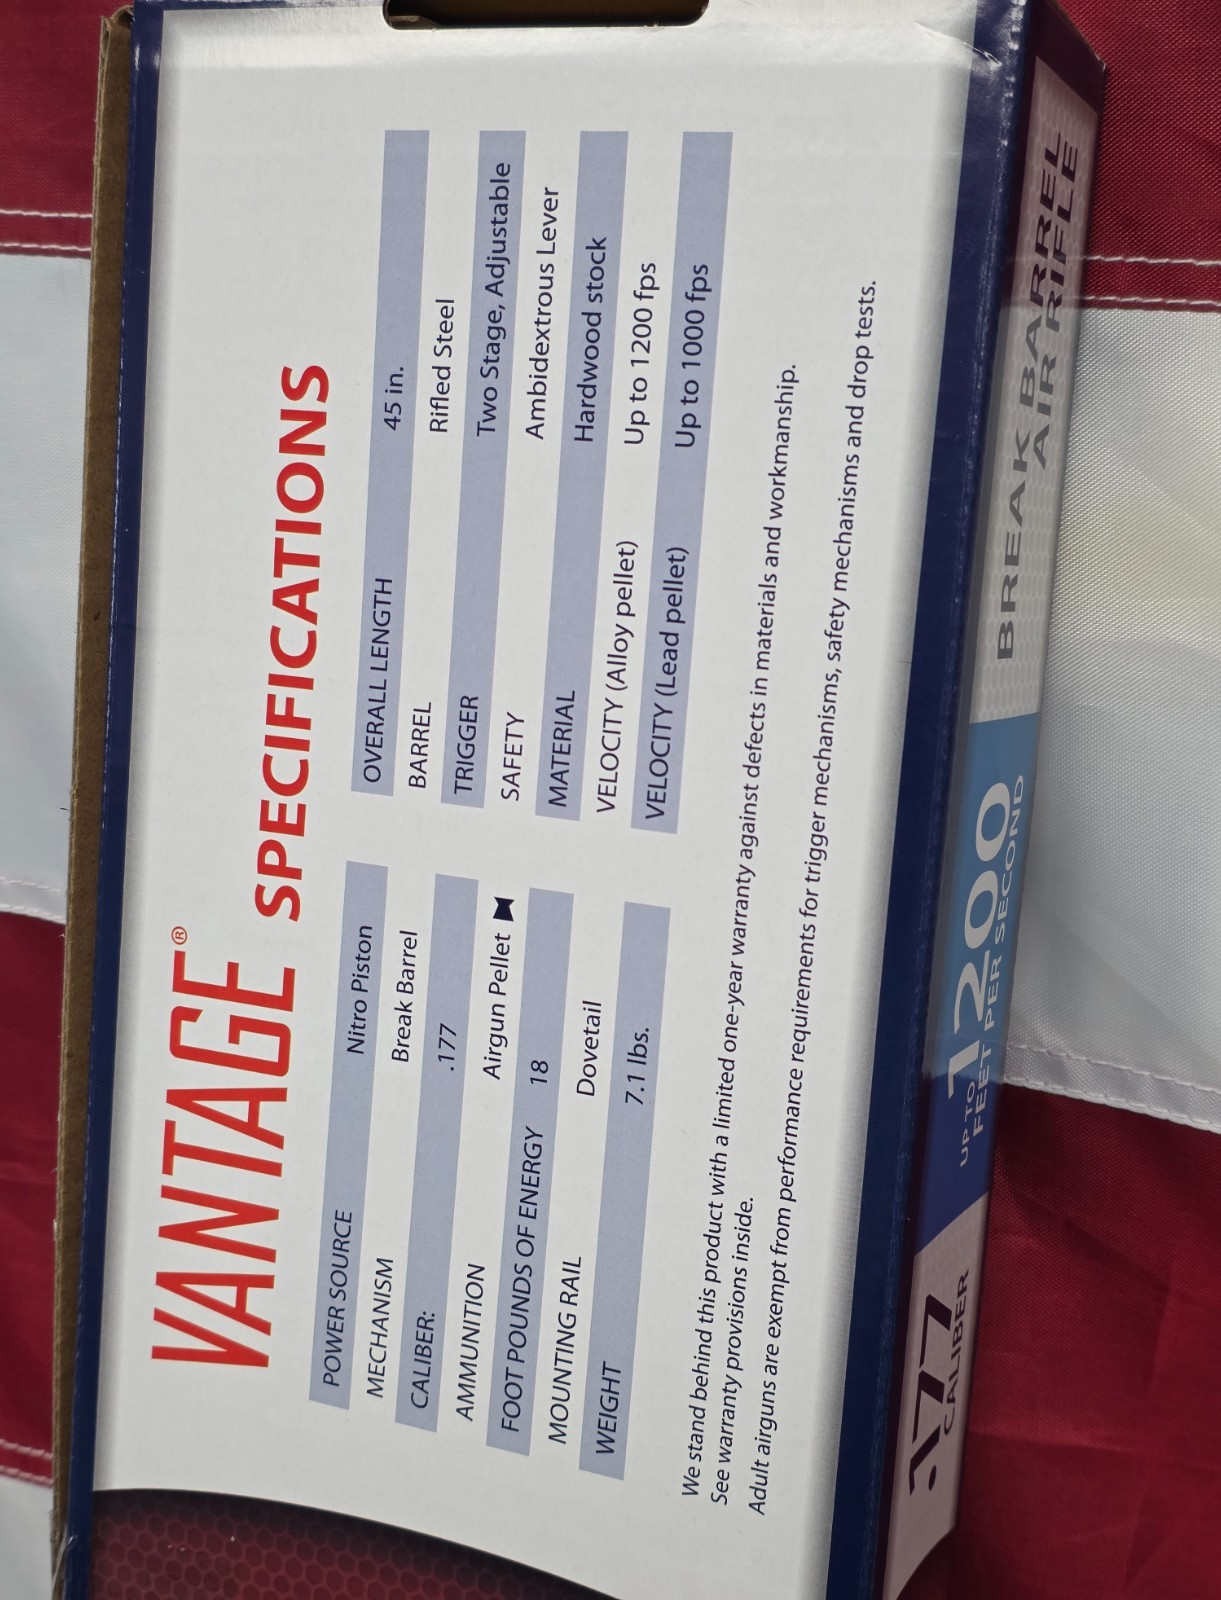 VANTAGE®
SPECIFICATIONS
POWER SOURCE Nitro Piston
MECHANISM Break Barrel
CALIBER: .177
AMMUNITION Airgun Pellet
FOOT POUNDS OF ENERGY 18
MOUNTING RAIL Dovetail
WEIGHT 7.1 lbs.
OVERALL LENGTH 45 in.
BARREL Rifled Steel
TRIGGER Two Stage, Adjustable
SAFETY Ambidextrous Lever
MATERIAL Hardwood stock
VELOCITY (Alloy pellet) Up to 1200 fps
VELOCITY (Lead pellet) Up to 1000 fps
We stand behind this product with a limited one-year warranty against defects in materials and workmanship.
See warranty provisions inside.
Adult airguns are exempt from performance requirements for trigger mechanisms, safety mechanisms and drop tests.
.177
CALIBER
UP TO 1200
FEET PER SECOND
BREAK BARREL
AIR RIFLE